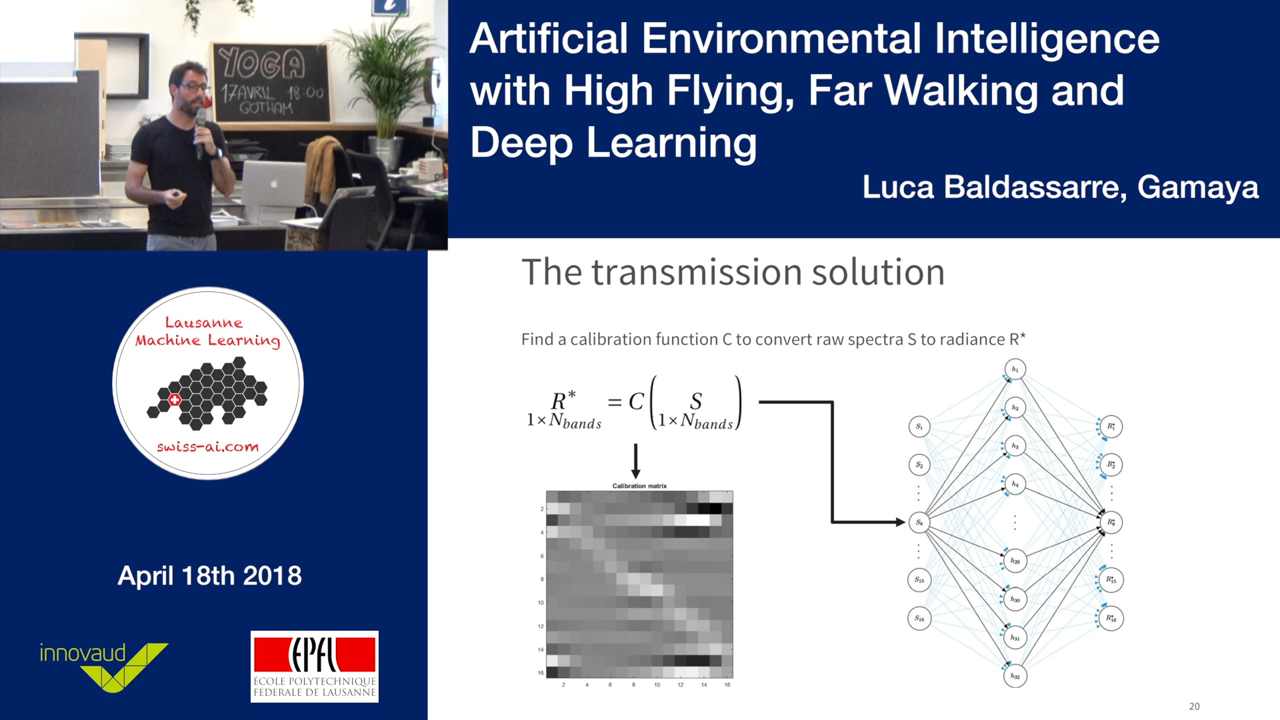 YOGA
17 AVRIL 18:00
GOTHAM
Artificial Environmental Intelligence
with High Flying, Far Walking and
Deep Learning
Luca Baldassarre, Gamaya
Lausanne
Machine Learning
swiss-ai.com
April 18th 2018
innovaud
EPFL
ÉCOLE POLYTECHNIQUE
FÉDÉRALE DE LAUSANNE
The transmission solution
Find a calibration function C to convert raw spectra S to radiance R*
R* = C ( S )
1×N_bands 1×N_bands
Calibration matrix
2
4
6
8
10
12
14
16
2 4 6 8 10 12 14 16
h₁
h₂
S₁ R*₁
h₃
S₂ R*₂
h₄
h₂₉
S₁₅ R*₁₅
h₃₀
S₁₆ R*₁₆
h₃₁
h₃₂
20